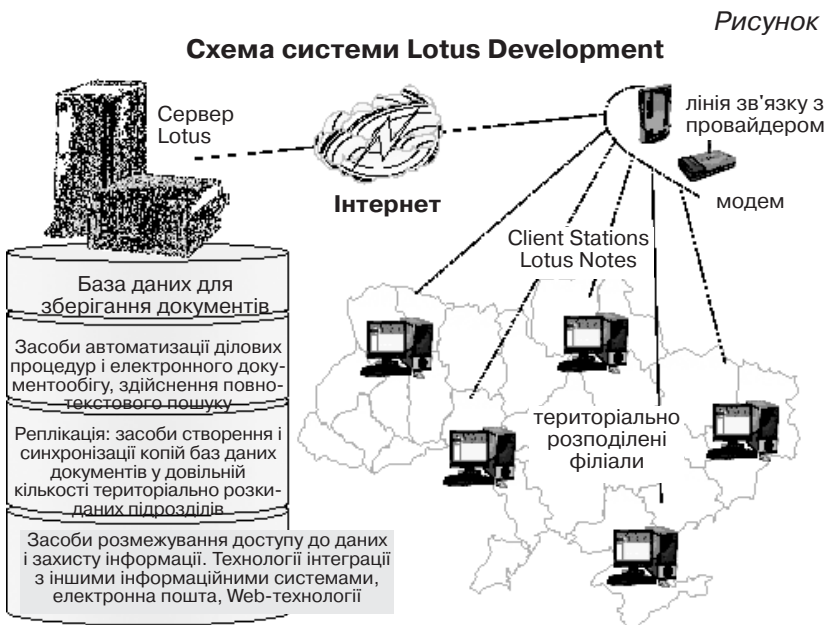 Рисунок
Схема системи Lotus Development
Сервер
Lotus
Інтернет
лінія зв'язку з
провайдером
модем
Client Stations
Lotus Notes
територіально
розподілені
філіали
База даних для
зберігання документів
Засоби автоматизації ділових
процедур і електронного доку-
ментообігу, здійснення повно-
текстового пошуку
Реплікація: засоби створення і
синхронізації копій баз даних
документів у довільній
кількості територіально розки-
даних підрозділів
Засоби розмежування доступу до даних
і захисту інформації. Технології інтеграції
з іншими інформаційними системами,
електронна пошта, Web-технології